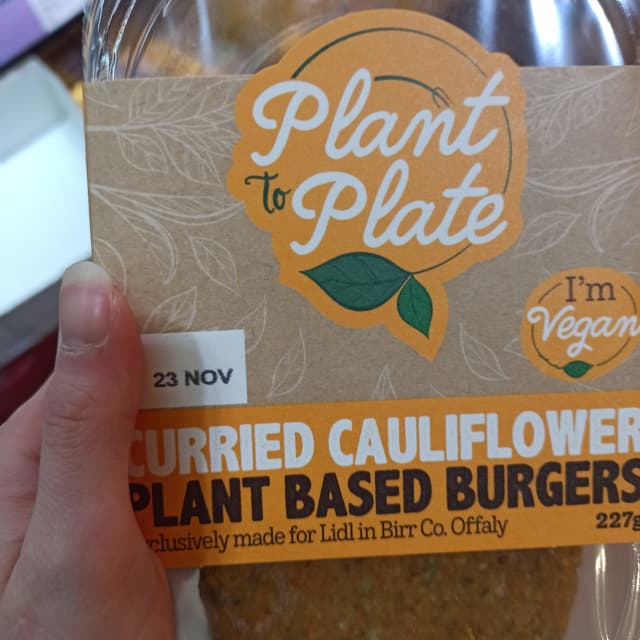 Plant
to
Plate
I'm
Vegan
23 NOV
CURRIED CAULIFLOWER
PLANT BASED BURGERS
clusively made for Lidl in Birr Co. Offaly
227g